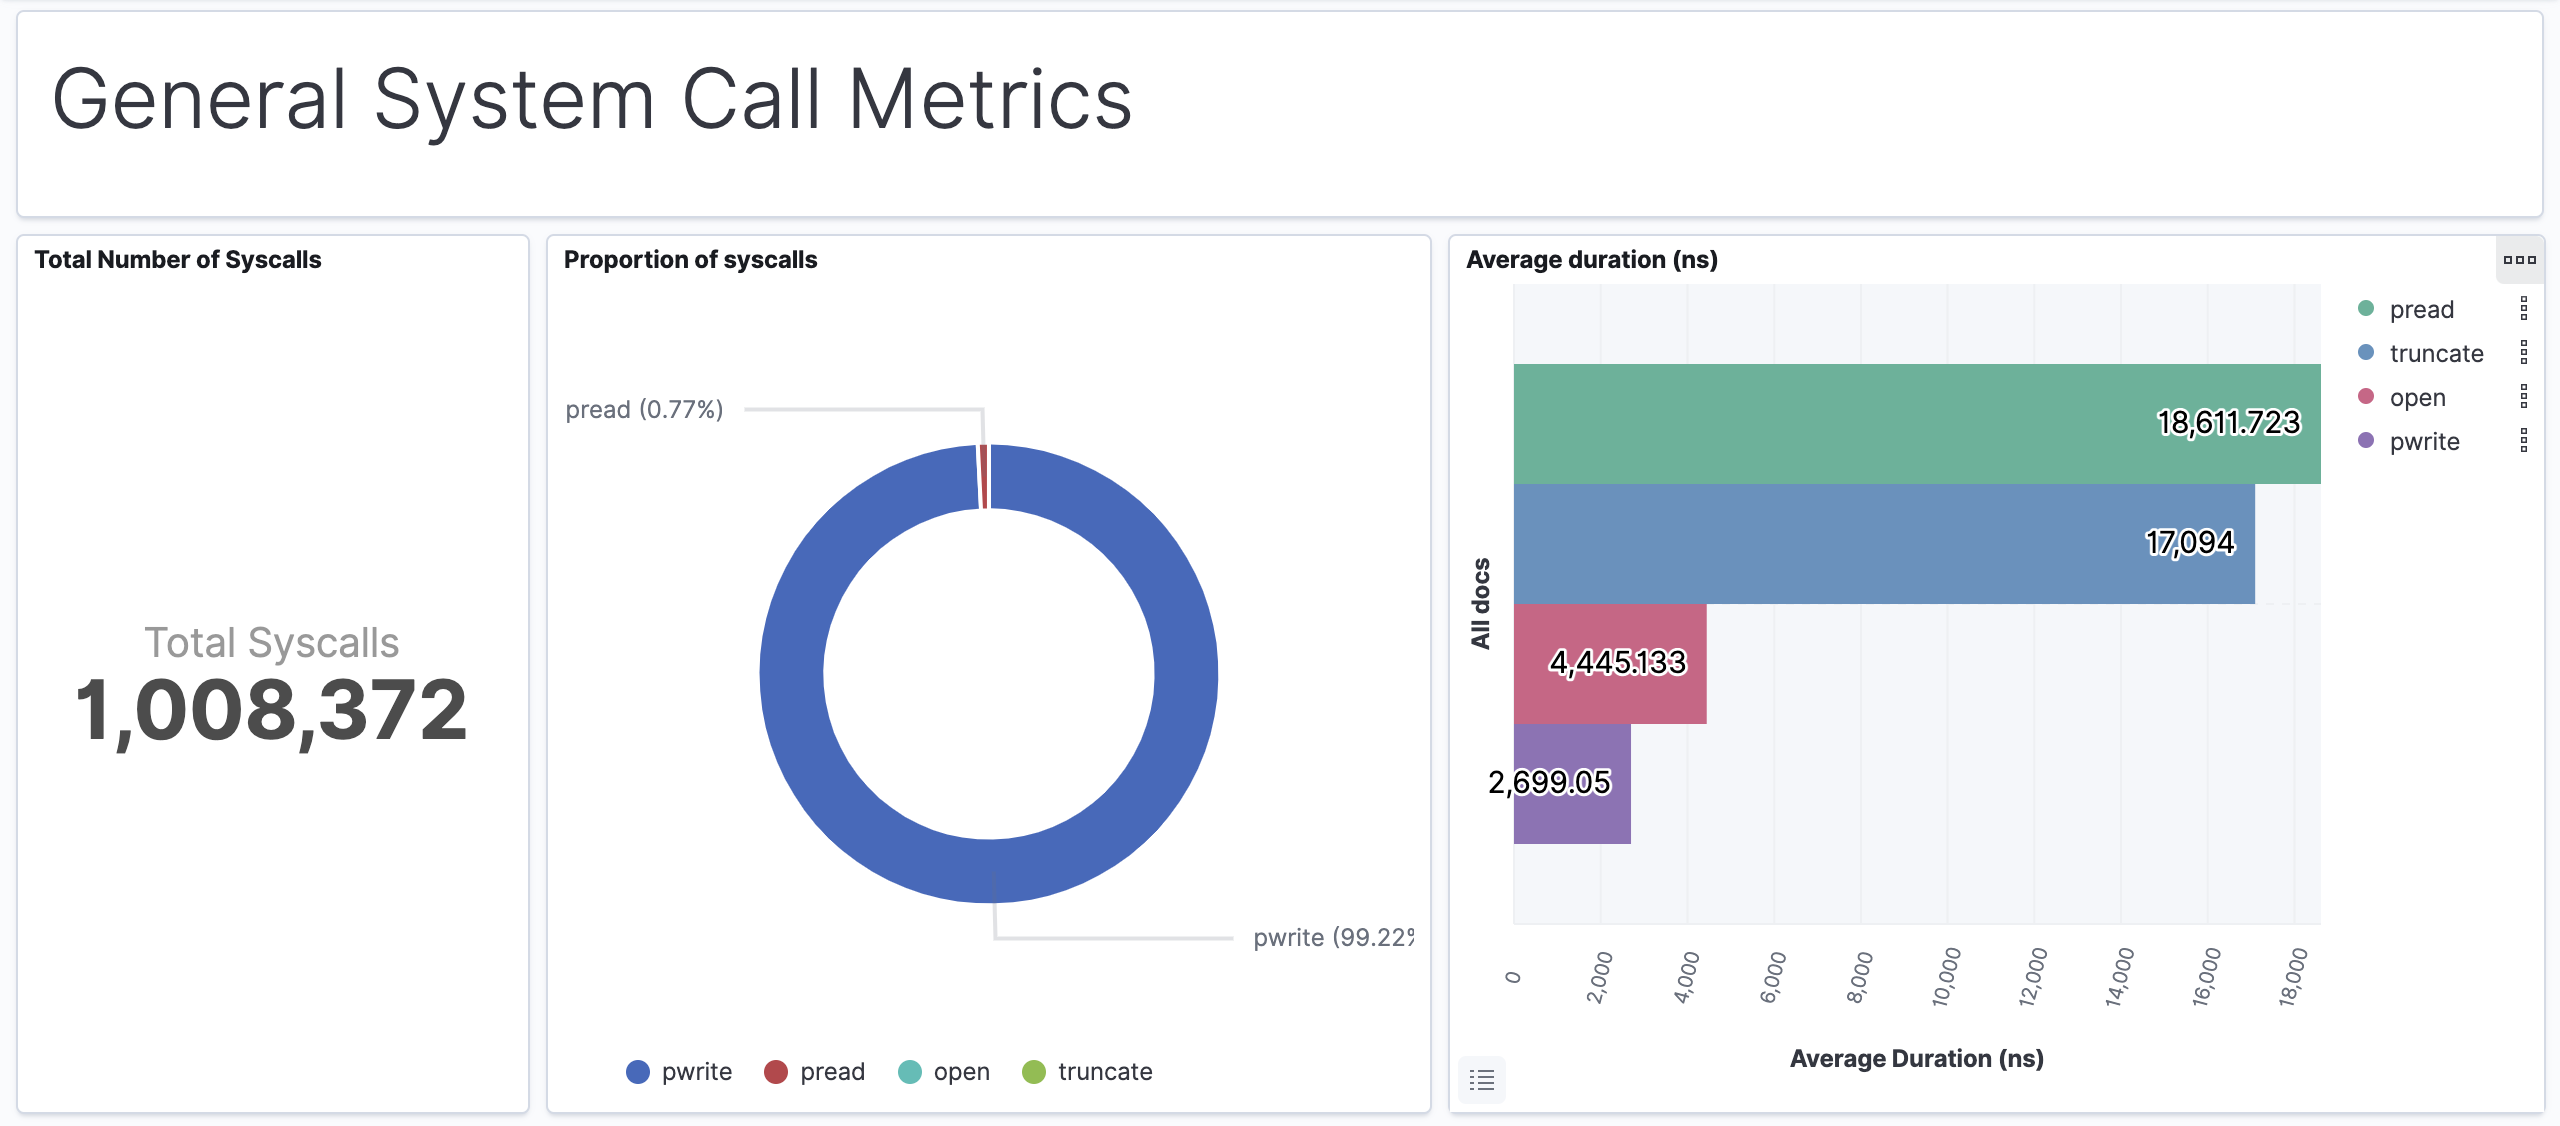 General System Call Metrics
Total Number of Syscalls
Total Syscalls
1,008,372
Proportion of syscalls
pread (0.77%)
pwrite (99.22%
pwrite
pread
open
truncate
Average duration (ns)
All docs
18,611.723
17,094
4,445.133
2,699.05
0
2,000
4,000
6,000
8,000
10,000
12,000
14,000
16,000
18,000
Average Duration (ns)
pread
truncate
open
pwrite